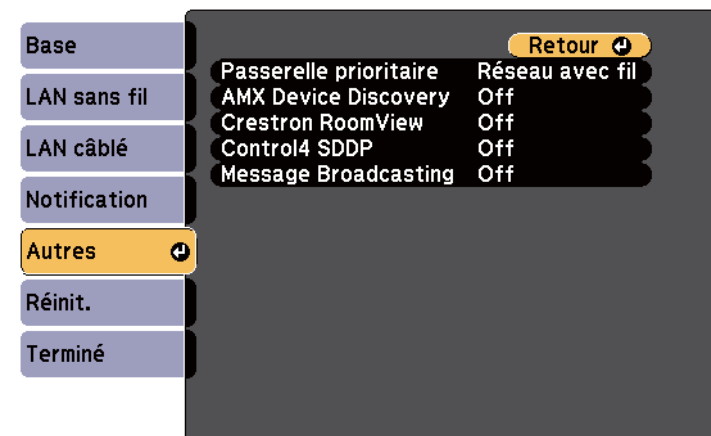 Base
LAN sans fil
LAN câblé
Notification
Autres
Réinit.
Terminé
Retour
Passerelle prioritaire Réseau avec fil
AMX Device Discovery Off
Crestron RoomView Off
Control4 SDDP Off
Message Broadcasting Off